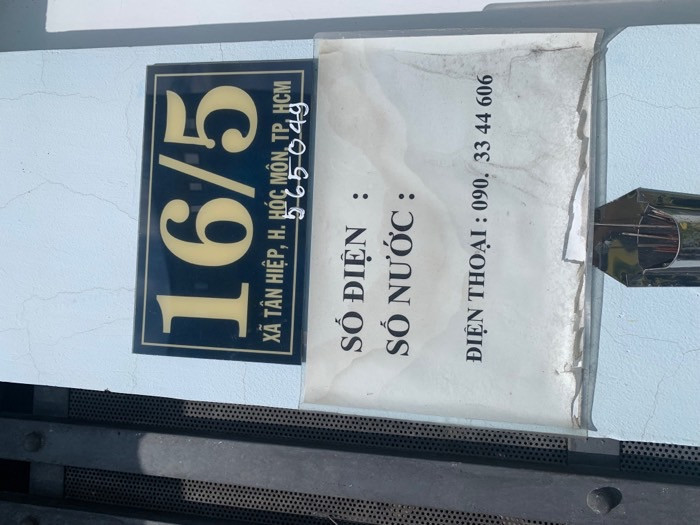 16/5
XÃ TÂN HIỆP, H. HÓC MÔN, TP, HCM
565049
SỐ ĐIỆN :
SỐ NƯỚC :
ĐIỆN THOẠI : 090. 33 44 606